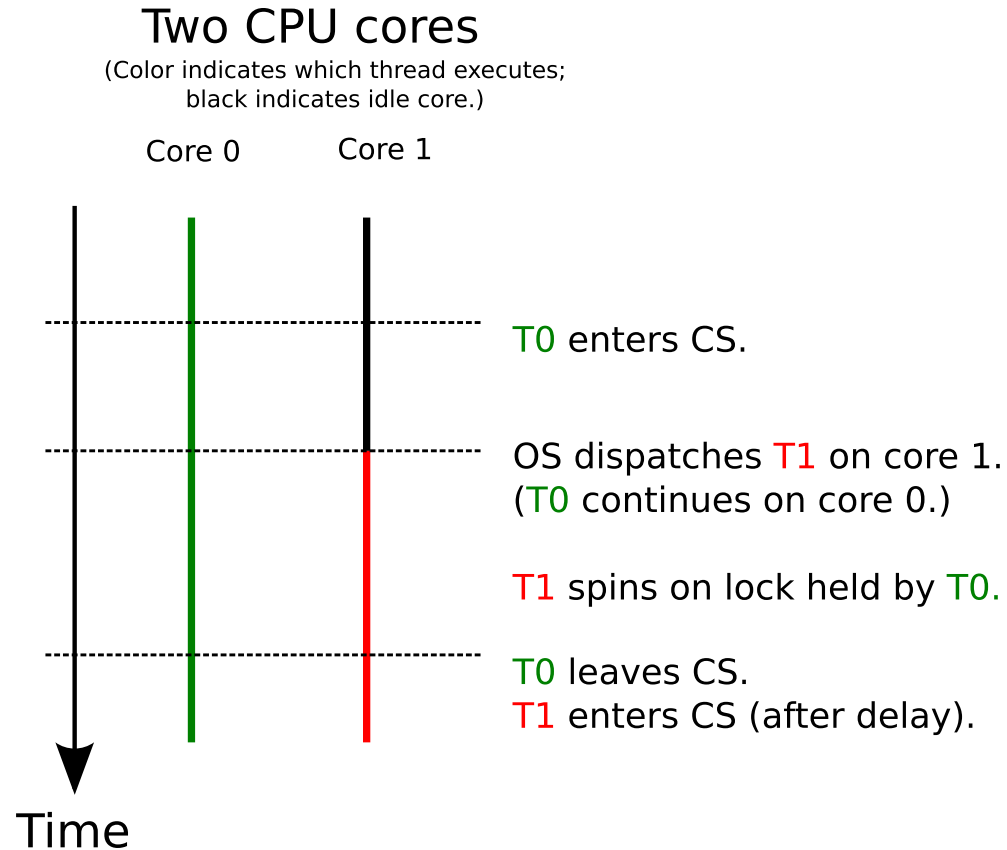 Two CPU cores
(Color indicates which thread executes;
black indicates idle core.)
Core 0
Core 1
T0 enters CS.
OS dispatches T1 on core 1.
(T0 continues on core 0.)
T1 spins on lock held by T0.
T0 leaves CS.
T1 enters CS (after delay).
Time